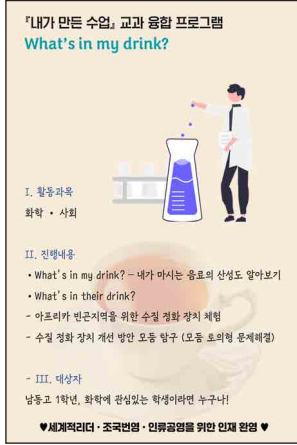 『내가 만든 수업』 교과 융합 프로그램
What's in my drink?
I. 활동과목
화학 · 사회
II. 진행내용
• What's in my drink? – 내가 마시는 음료의 산성도 알아보기
• What's in their drink?
- 아프리카 빈곤지역을 위한 수질 정화 장치 체험
- 수질 정화 장치 개선 방안 모둠 탐구 (모둠 토의형 문제해결)
- III. 대상자
남동고 1학년, 화학에 관심있는 학생이라면 누구나!
♥세계적리더 · 조국번영 · 인류공영을 위한 인재 환영 ♥